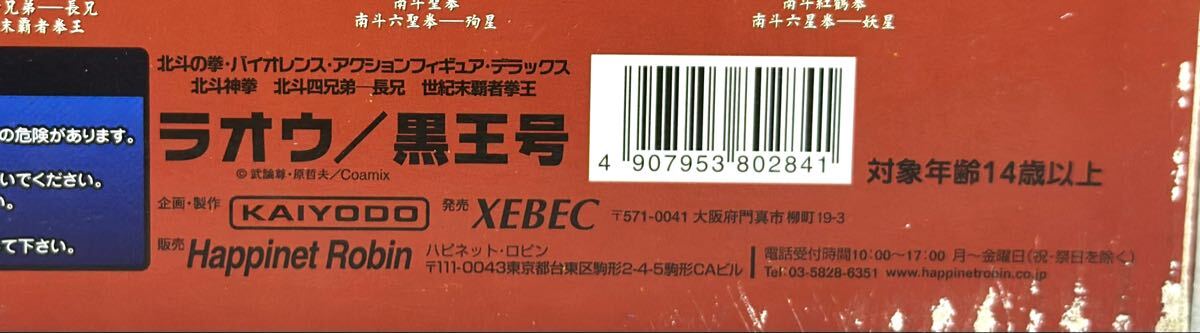 兄弟──長兄
末覇者拳王
南斗聖拳
南斗六聖拳──殉星
南斗紅鶴拳
南斗六星拳──妖星
の危険があります。
いでください。
い。
て下さい。
北斗の拳・バイオレンス・アクションフィギュア・デラックス
北斗神拳 北斗四兄弟─長兄 世紀末覇者拳王
ラオウ/黒王号
© 武論尊・原哲夫/Coamix
4 907953 802841
対象年齢14歳以上
企画・製作 KAIYODO 発売 XEBEC 〒571-0041 大阪府門真市柳町19-3
販売 Happinet Robin ハピネット・ロビン
〒111-0043東京都台東区駒形2-4-5駒形CAビル
電話受付時間10:00〜17:00 月〜金曜日(祝・祭日を除く)
Tel:03-5828-6351 www.happinetrobin.co.jp